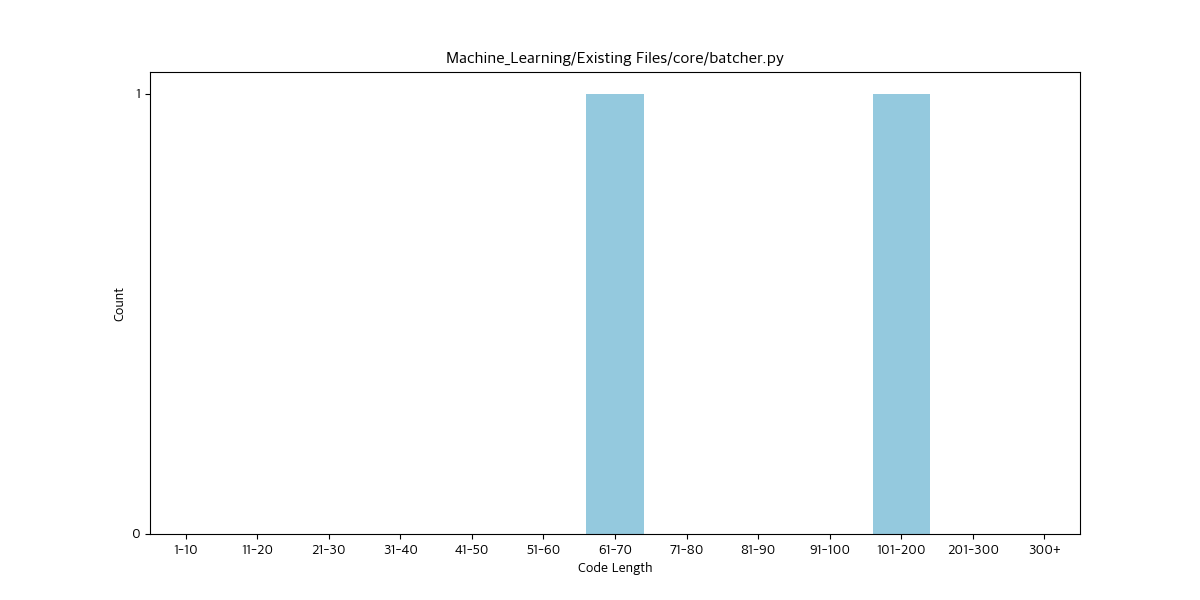 Machine_Learning/Existing Files/core/batcher.py
1
Count
0
1-10 11-20 21-30 31-40 41-50 51-60 61-70 71-80 81-90 91-100 101-200 201-300 300+
Code Length